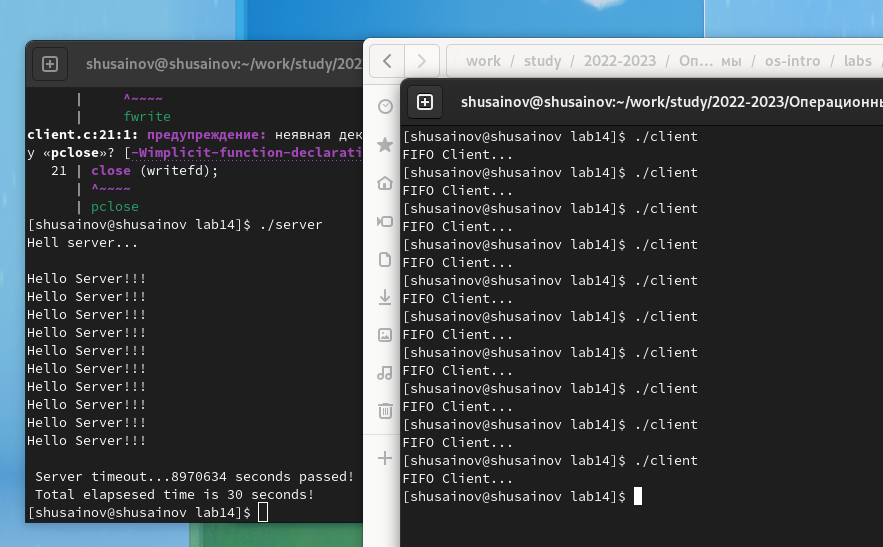 shusainov@shusainov:~/work/study/202
| ^~~~~
| fwrite
client.c:21:1: предупреждение: неявная дек
у «pclose»? [-Wimplicit-function-declarati
21 | close (writefd);
| ^~~~~
| pclose
[shusainov@shusainov lab14]$ ./server
Hell server...
Hello Server!!!
Hello Server!!!
Hello Server!!!
Hello Server!!!
Hello Server!!!
Hello Server!!!
Hello Server!!!
Hello Server!!!
Hello Server!!!
Hello Server!!!
Server timeout...8970634 seconds passed!
Total elapsesed time is 30 seconds!
[shusainov@shusainov lab14]$
work / study / 2022-2023 / Оп... мы / os-intro / labs /
shusainov@shusainov:~/work/study/2022-2023/Операционны
[shusainov@shusainov lab14]$ ./client
FIFO Client...
[shusainov@shusainov lab14]$ ./client
FIFO Client...
[shusainov@shusainov lab14]$ ./client
FIFO Client...
[shusainov@shusainov lab14]$ ./client
FIFO Client...
[shusainov@shusainov lab14]$ ./client
FIFO Client...
[shusainov@shusainov lab14]$ ./client
FIFO Client...
[shusainov@shusainov lab14]$ ./client
FIFO Client...
[shusainov@shusainov lab14]$ ./client
FIFO Client...
[shusainov@shusainov lab14]$ ./client
FIFO Client...
[shusainov@shusainov lab14]$ ./client
FIFO Client...
[shusainov@shusainov lab14]$